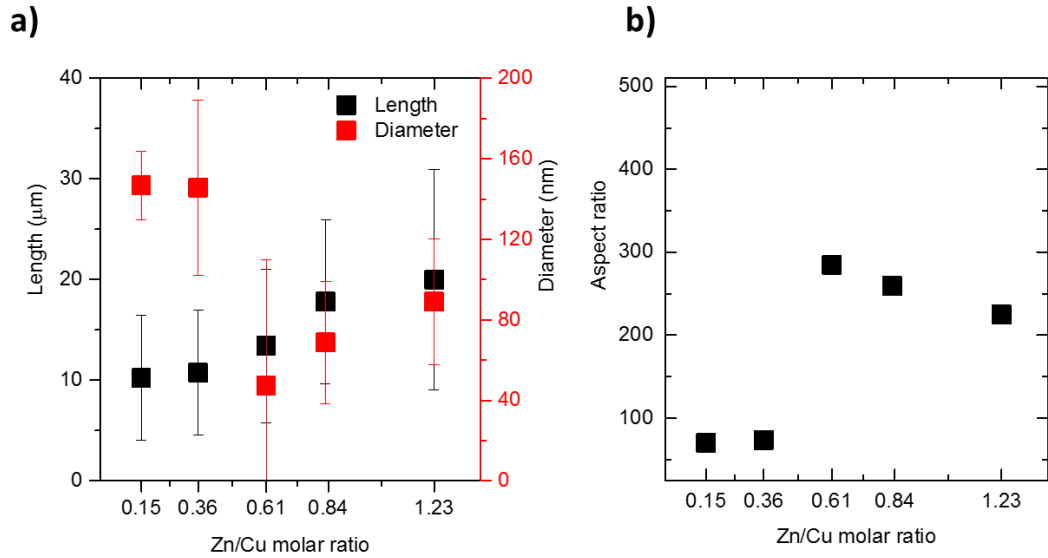 a)
Length (μm)
40
30
20
10
0
Length
Diameter
200
160
120
80
40
0
Diameter (nm)
0.15 0.36 0.61 0.84 1.23
Zn/Cu molar ratio
b)
Aspect ratio
500
400
300
200
100
0.15 0.36 0.61 0.84 1.23
Zn/Cu molar ratio